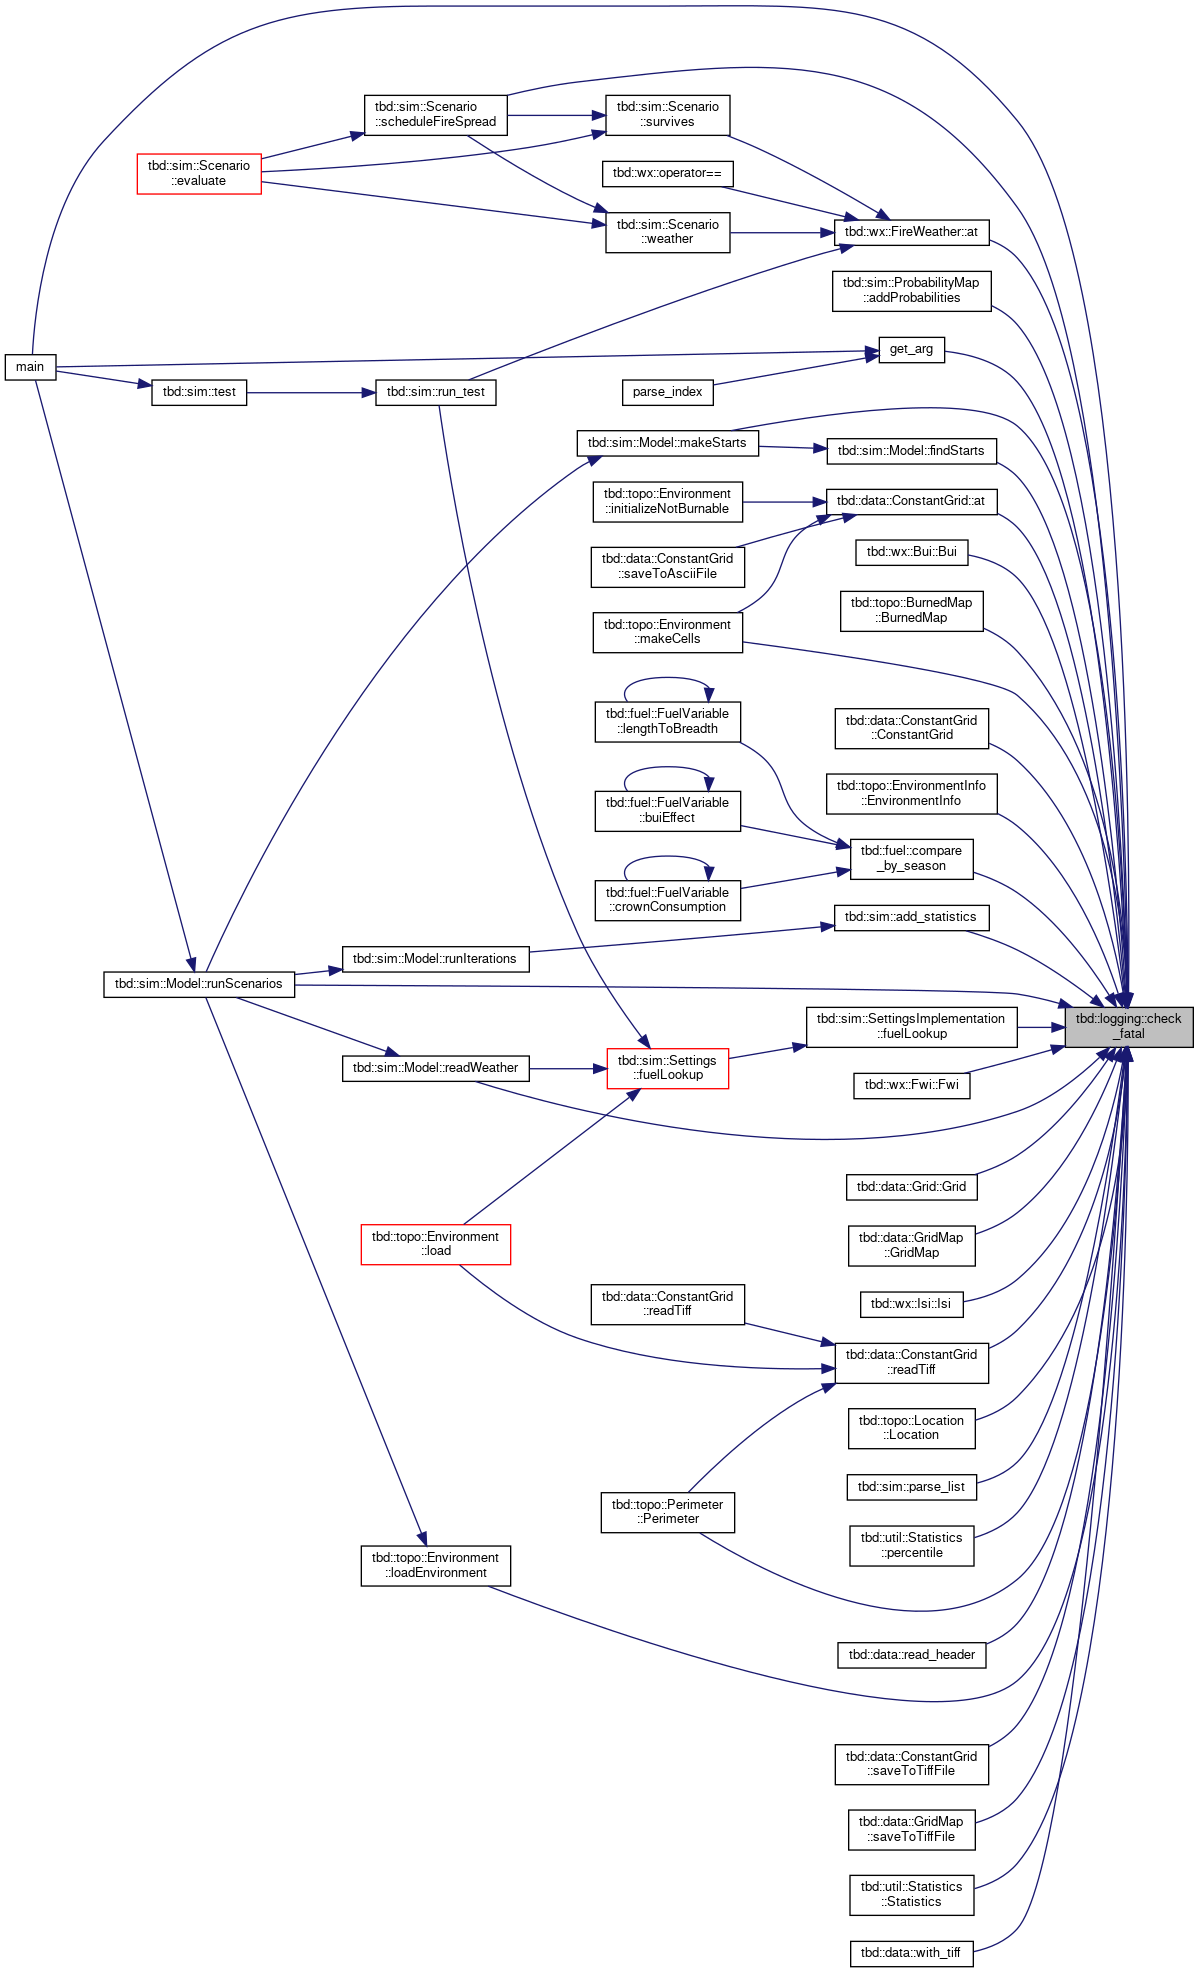 tbd::sim::Scenario
::scheduleFireSpread
tbd::sim::Scenario
::survives
tbd::sim::Scenario
::evaluate
tbd::wx::operator==
tbd::sim::Scenario
::weather
tbd::wx::FireWeather::at
tbd::sim::ProbabilityMap
::addProbabilities
main
get_arg
tbd::sim::test
tbd::sim::run_test
parse_index
tbd::sim::Model::makeStarts
tbd::sim::Model::findStarts
tbd::topo::Environment
::initializeNotBurnable
tbd::data::ConstantGrid::at
tbd::wx::Bui::Bui
tbd::data::ConstantGrid
::saveToAsciiFile
tbd::topo::BurnedMap
::BurnedMap
tbd::topo::Environment
::makeCells
tbd::fuel::FuelVariable
::lengthToBreadth
tbd::data::ConstantGrid
::ConstantGrid
tbd::topo::EnvironmentInfo
::EnvironmentInfo
tbd::fuel::FuelVariable
::buiEffect
tbd::fuel::compare
_by_season
tbd::fuel::FuelVariable
::crownConsumption
tbd::sim::add_statistics
tbd::sim::Model::runIterations
tbd::sim::Model::runScenarios
tbd::logging::check
_fatal
tbd::sim::SettingsImplementation
::fuelLookup
tbd::sim::Model::readWeather
tbd::sim::Settings
::fuelLookup
tbd::wx::Fwi::Fwi
tbd::data::Grid::Grid
tbd::topo::Environment
::load
tbd::data::GridMap
::GridMap
tbd::data::ConstantGrid
::readTiff
tbd::wx::Isi::Isi
tbd::data::ConstantGrid
::readTiff
tbd::topo::Location
::Location
tbd::sim::parse_list
tbd::topo::Perimeter
::Perimeter
tbd::util::Statistics
::percentile
tbd::topo::Environment
::loadEnvironment
tbd::data::read_header
tbd::data::ConstantGrid
::saveToTiffFile
tbd::data::GridMap
::saveToTiffFile
tbd::util::Statistics
::Statistics
tbd::data::with_tiff